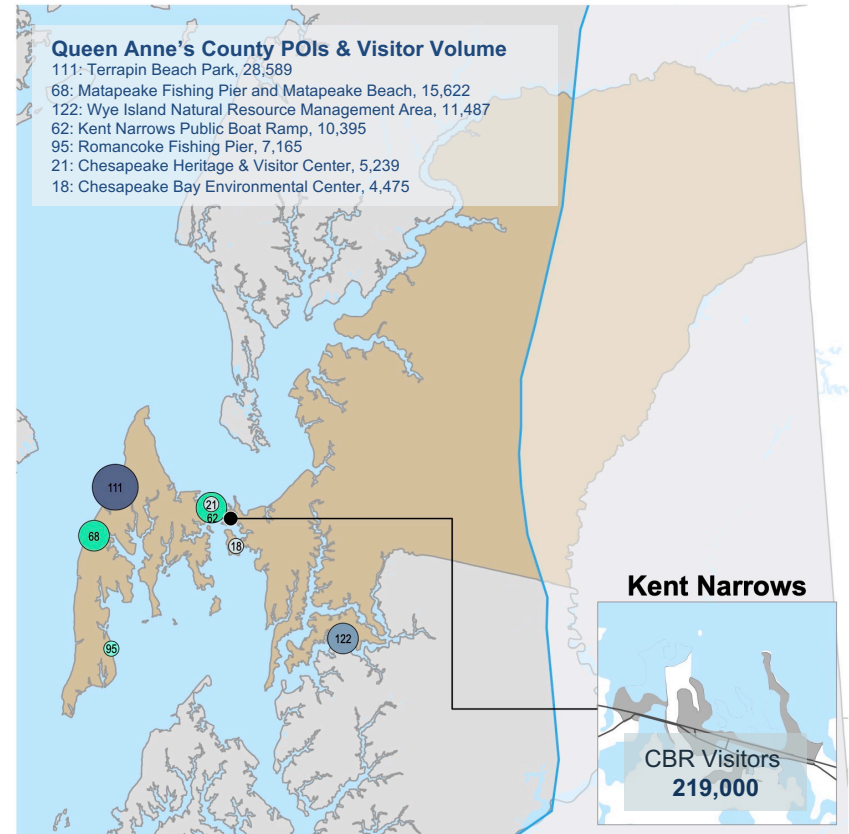 Queen Anne's County POIs & Visitor Volume
111: Terrapin Beach Park, 28,589
68: Matapeake Fishing Pier and Matapeake Beach, 15,622
122: Wye Island Natural Resource Management Area, 11,487
62: Kent Narrows Public Boat Ramp, 10,395
95: Romancoke Fishing Pier, 7,165
21: Chesapeake Heritage & Visitor Center, 5,239
18: Chesapeake Bay Environmental Center, 4,475
111
21
62
68
18
122
95
Kent Narrows
CBR Visitors
219,000